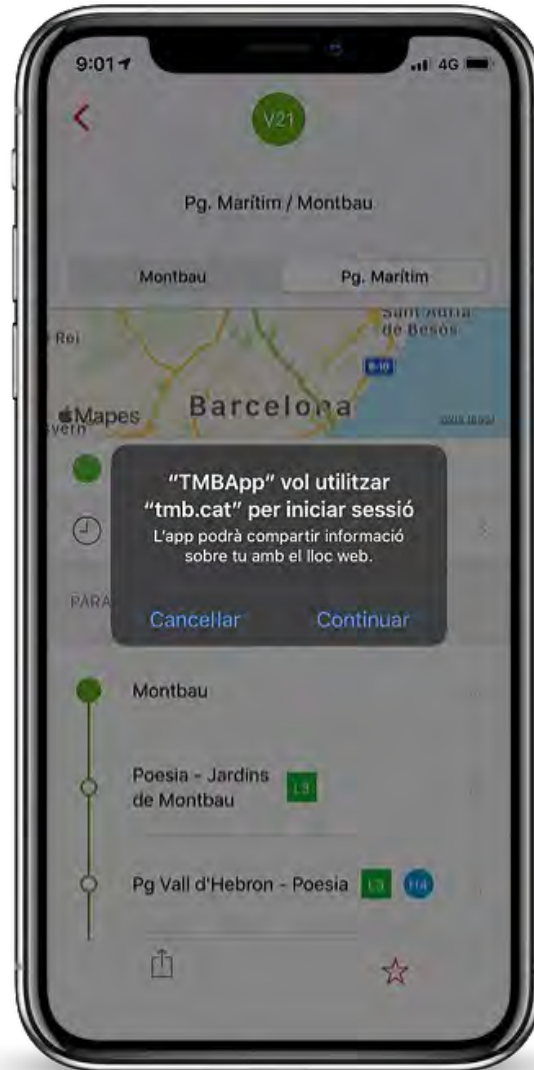 9:01
4G
V21
Pg. Marítim / Montbau
Montbau
Pg. Marítim
Rei
Sant Adrià
de Besòs
B-10
Mapes
Barcelona
"TMBApp" vol utilitzar
"tmb.cat" per iniciar sessió
L'app podrà compartir informació
sobre tu amb el lloc web.
PARA
Cancel·lar
Continuar
Montbau
Poesia - Jardins
de Montbau
L3
Pg Vall d'Hebron - Poesia
L3
H4